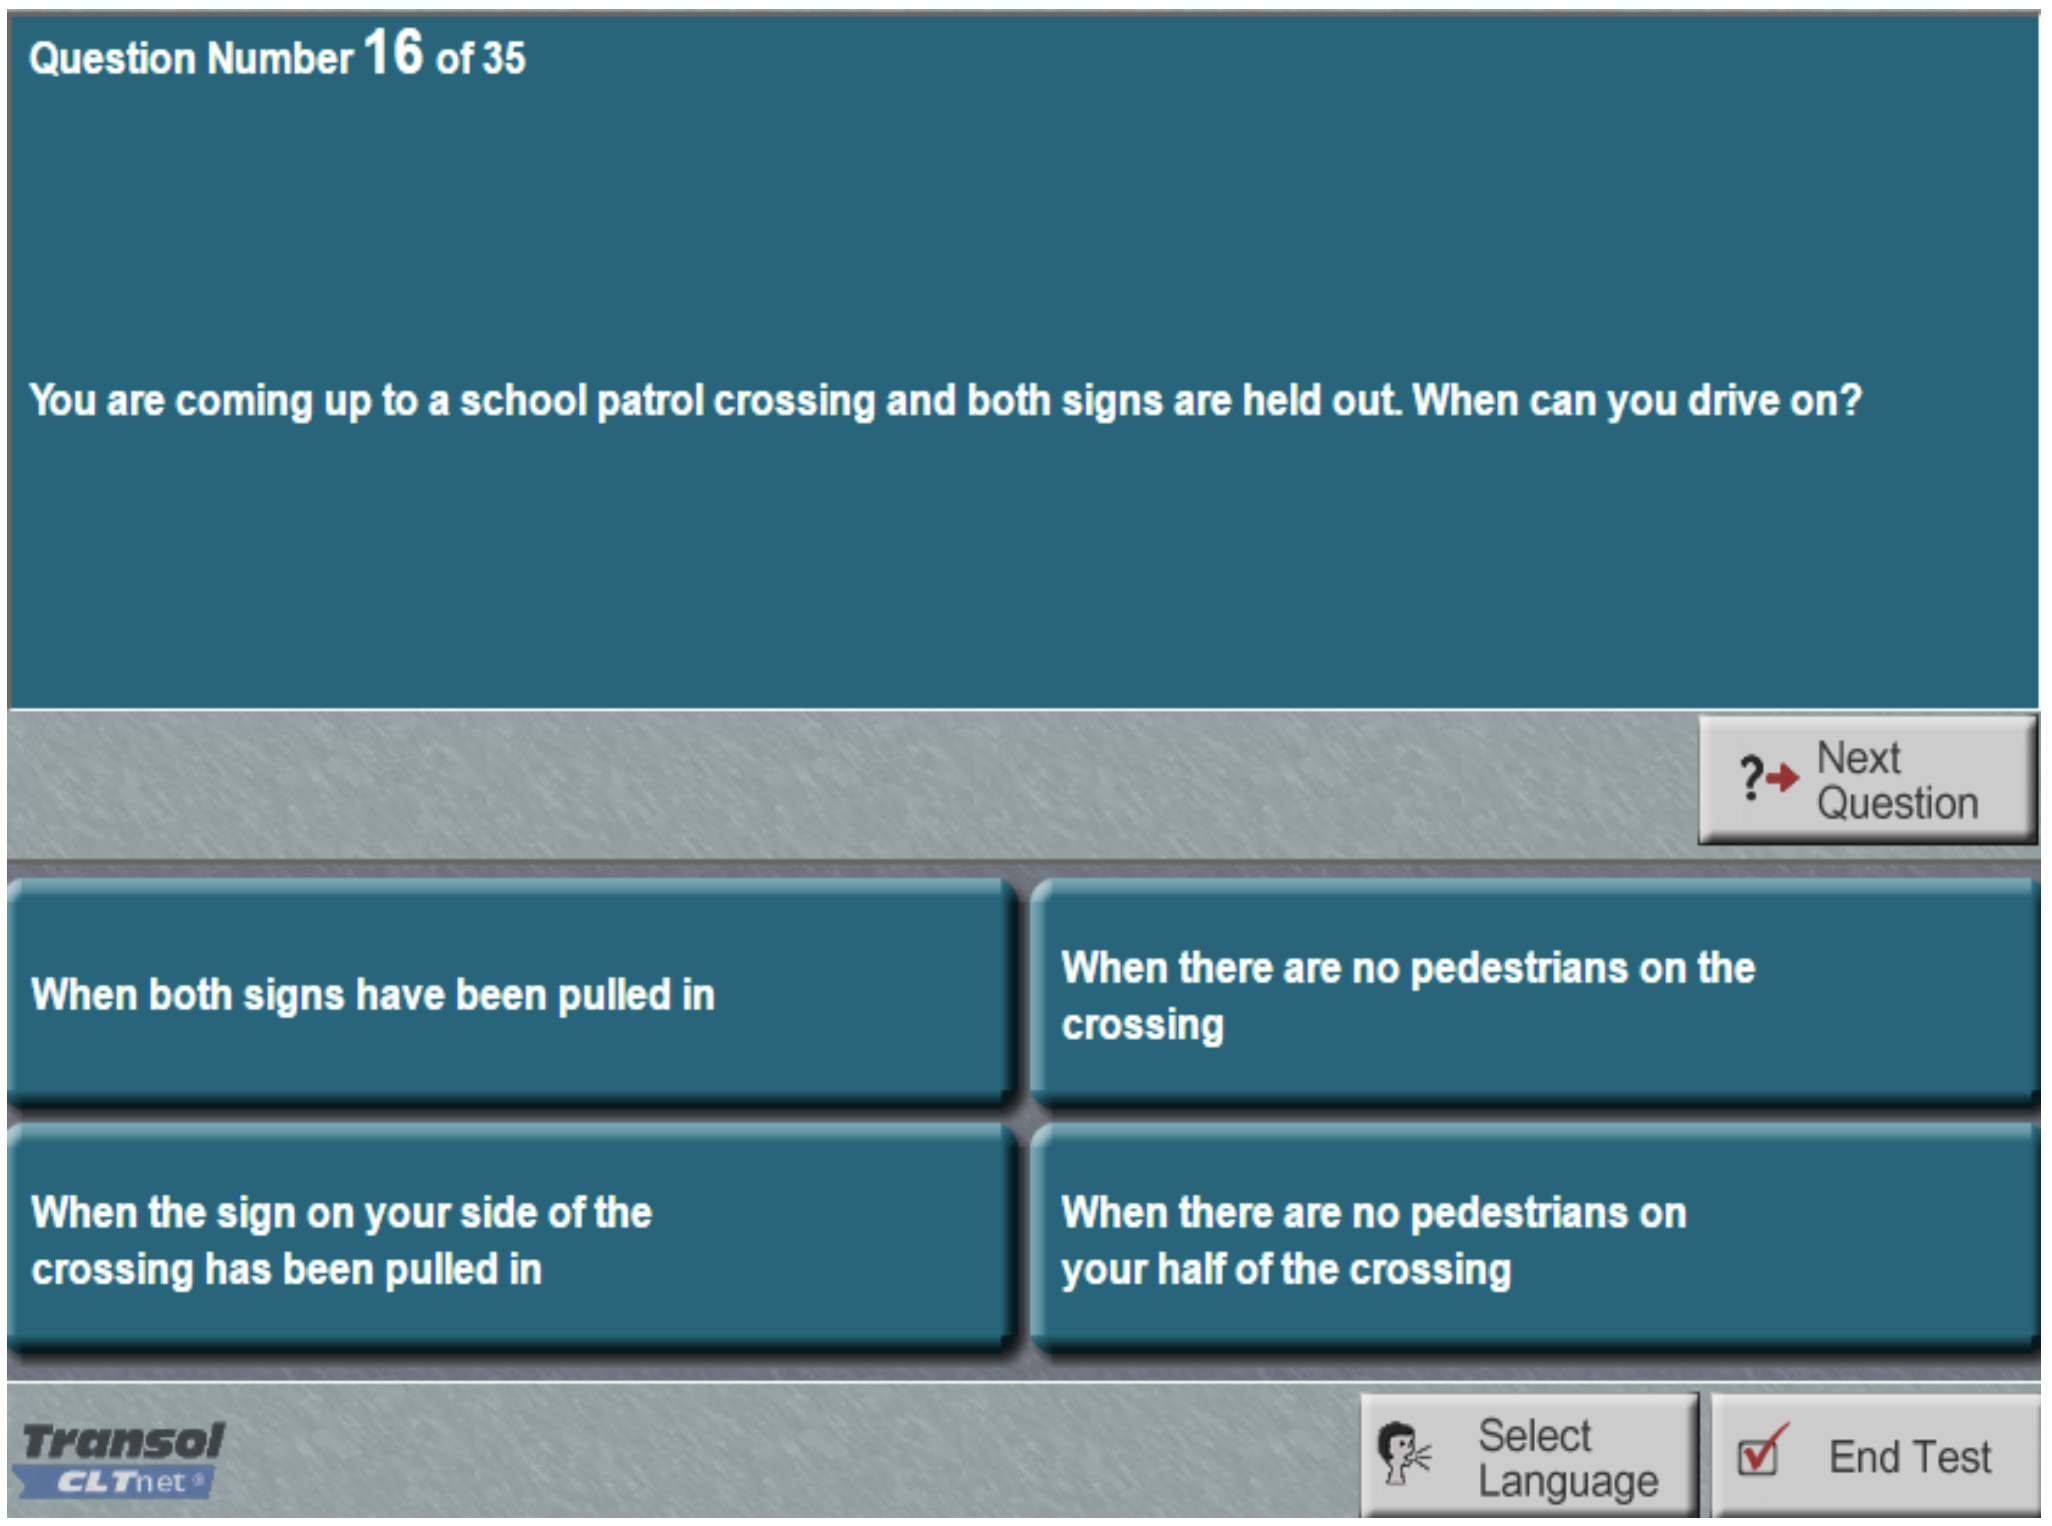 Question Number 16 of 35
You are coming up to a school patrol crossing and both signs are held out. When can you drive on?
Next
Question
When both signs have been pulled in
When there are no pedestrians on the
crossing
When the sign on your side of the
crossing has been pulled in
When there are no pedestrians on
your half of the crossing
Transol
CLTnet®
Select
Language
End Test